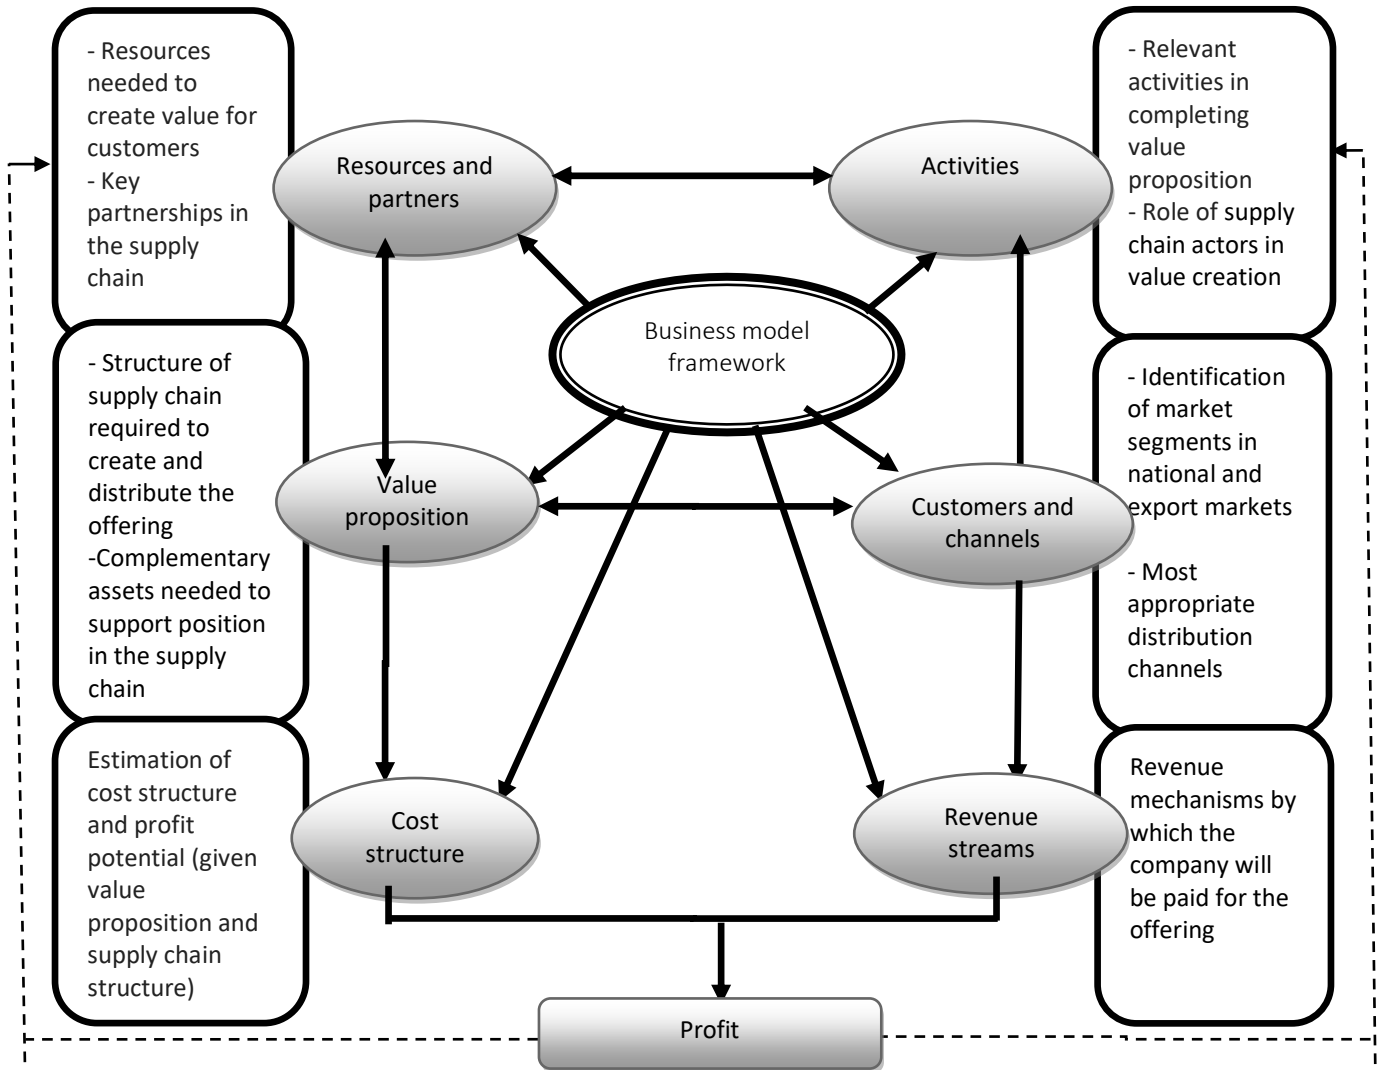 - Resources
needed to
create value for
customers
- Key
partnerships in
the supply
chain
- Structure of
supply chain
required to
create and
distribute the
offering
-Complementary
assets needed to
support position
in the supply
chain
Estimation of
cost structure
and profit
potential (given
value
proposition and
supply chain
structure)
Resources and
partners
Activities
Business model
framework
Value
proposition
Customers and
channels
Cost
structure
Revenue
streams
Profit
- Relevant
activities in
completing
value
proposition
- Role of supply
chain actors in
value creation
- Identification
of market
segments in
national and
export markets
- Most
appropriate
distribution
channels
Revenue
mechanisms by
which the
company will
be paid for the
offering